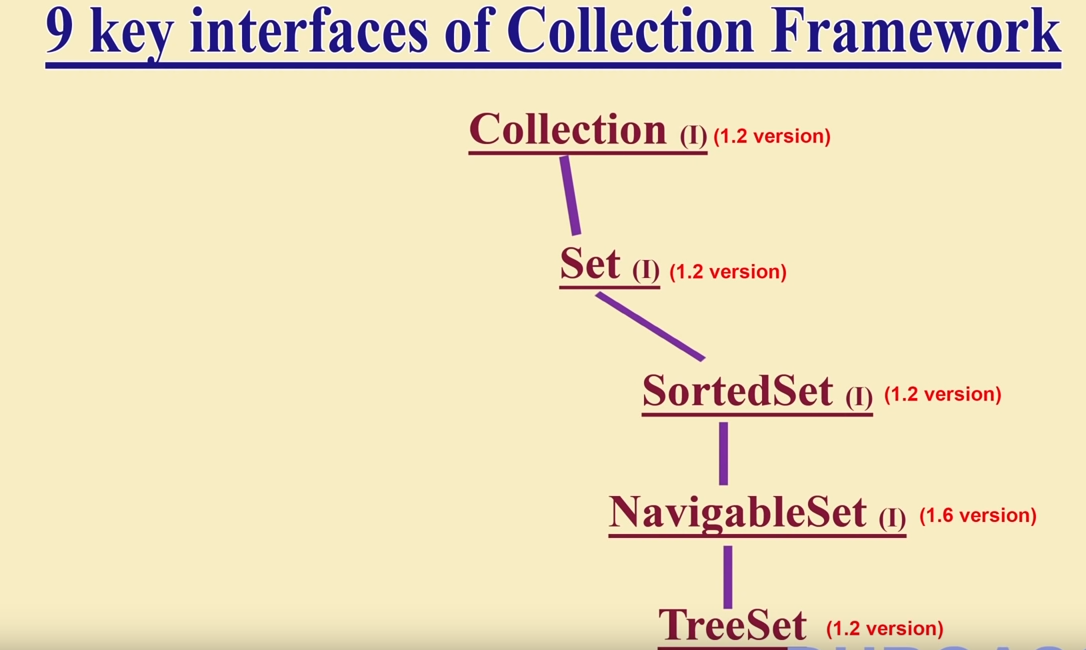 9 key interfaces of Collection Framework
Collection (I) (1.2 version)
Set (I) (1.2 version)
SortedSet (I) (1.2 version)
NavigableSet (I) (1.6 version)
TreeSet (1.2 version)